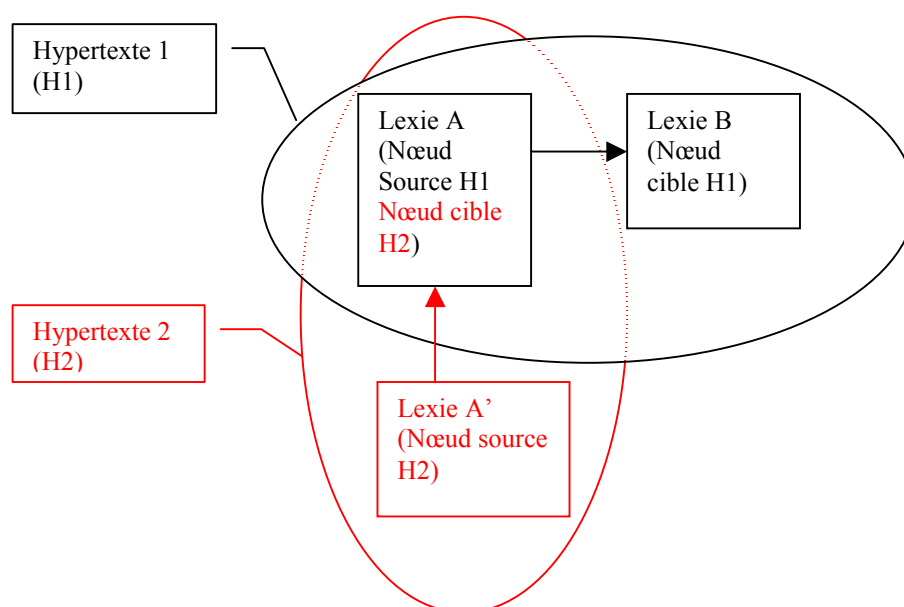 Hypertexte 1
(H1)
Lexie A
(Nœud
Source H1
Nœud cible
H2)
Lexie B
(Nœud
cible H1)
Hypertexte 2
(H2)
Lexie A’
(Nœud source
H2)